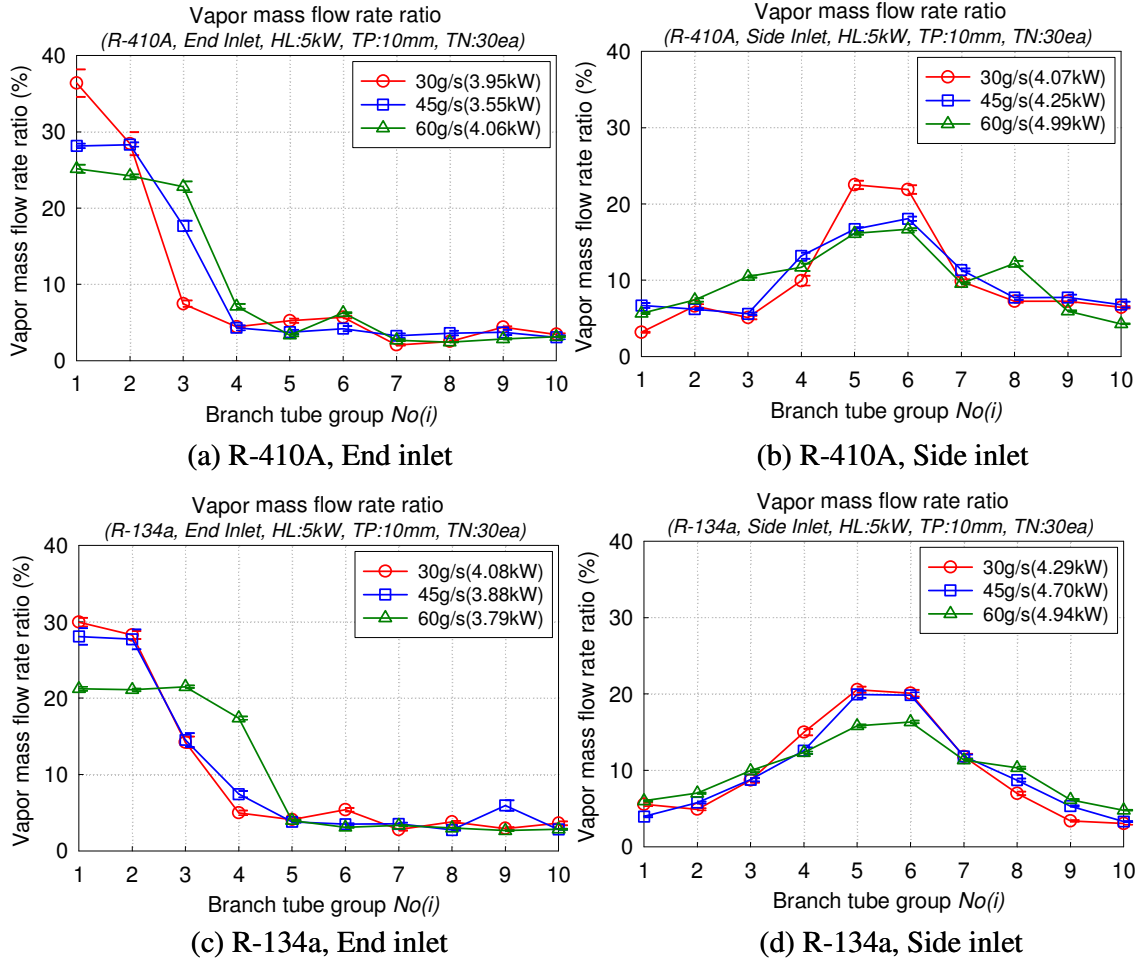 Vapor mass flow rate ratio
(R-410A, End Inlet, HL:5kW, TP:10mm, TN:30ea)
Vapor mass flow rate ratio (%)
40
30
20
10
0
30g/s(3.95kW)
45g/s(3.55kW)
60g/s(4.06kW)
1 2 3 4 5 6 7 8 9 10
Branch tube group No(i)
(a) R-410A, End inlet
Vapor mass flow rate ratio
(R-410A, Side Inlet, HL:5kW, TP:10mm, TN:30ea)
Vapor mass flow rate ratio (%)
40
30
20
10
0
30g/s(4.07kW)
45g/s(4.25kW)
60g/s(4.99kW)
1 2 3 4 5 6 7 8 9 10
Branch tube group No(i)
(b) R-410A, Side inlet
Vapor mass flow rate ratio
(R-134a, End Inlet, HL:5kW, TP:10mm, TN:30ea)
Vapor mass flow rate ratio (%)
40
30
20
10
0
30g/s(4.08kW)
45g/s(3.88kW)
60g/s(3.79kW)
1 2 3 4 5 6 7 8 9 10
Branch tube group No(i)
(c) R-134a, End inlet
Vapor mass flow rate ratio
(R-134a, Side Inlet, HL:5kW, TP:10mm, TN:30ea)
Vapor mass flow rate ratio (%)
40
30
20
10
0
30g/s(4.29kW)
45g/s(4.70kW)
60g/s(4.94kW)
1 2 3 4 5 6 7 8 9 10
Branch tube group No(i)
(d) R-134a, Side inlet